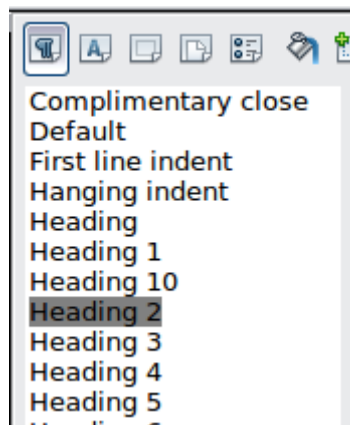 Complimentary close
Default
First line indent
Hanging indent
Heading
Heading 1
Heading 10
Heading 2
Heading 3
Heading 4
Heading 5